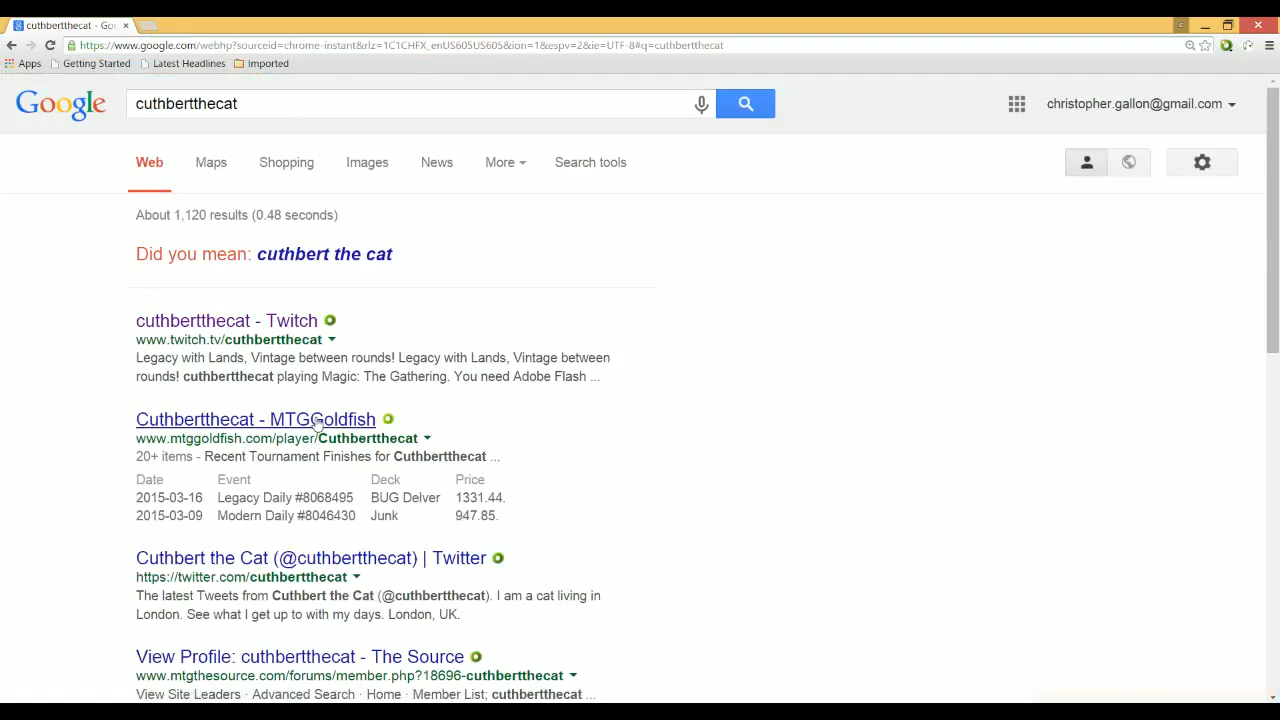 cuthbertthecat - Goo
https://www.google.com/webhp?sourceid=chrome-instant&rlz=1C1CHFX_enUS605US605&ion=1&espv=2&ie=UTF-8#q=cuthbertthecat
Apps Getting Started Latest Headlines Imported
Google cuthbertthecat christopher.gallon@gmail.com
Web Maps Shopping Images News More Search tools
About 1,120 results (0.48 seconds)
Did you mean: cuthbert the cat
cuthbertthecat - Twitch
www.twitch.tv/cuthbertthecat
Legacy with Lands, Vintage between rounds! Legacy with Lands, Vintage between
rounds! cuthbertthecat playing Magic: The Gathering. You need Adobe Flash ...
Cuthbertthecat - MTGGoldfish
www.mtggoldfish.com/player/Cuthbertthecat
20+ items - Recent Tournament Finishes for Cuthbertthecat ...
Date Event Deck Price
2015-03-16 Legacy Daily #8068495 BUG Delver 1331.44.
2015-03-09 Modern Daily #8046430 Junk 947.85.
Cuthbert the Cat (@cuthbertthecat) | Twitter
https://twitter.com/cuthbertthecat
The latest Tweets from Cuthbert the Cat (@cuthbertthecat). I am a cat living in
London. See what I get up to with my days. London, UK.
View Profile: cuthbertthecat - The Source
www.mtgthesource.com/forums/member.php?18696-cuthbertthecat
View Site Leaders · Advanced Search · Home · Member List; cuthbertthecat ...